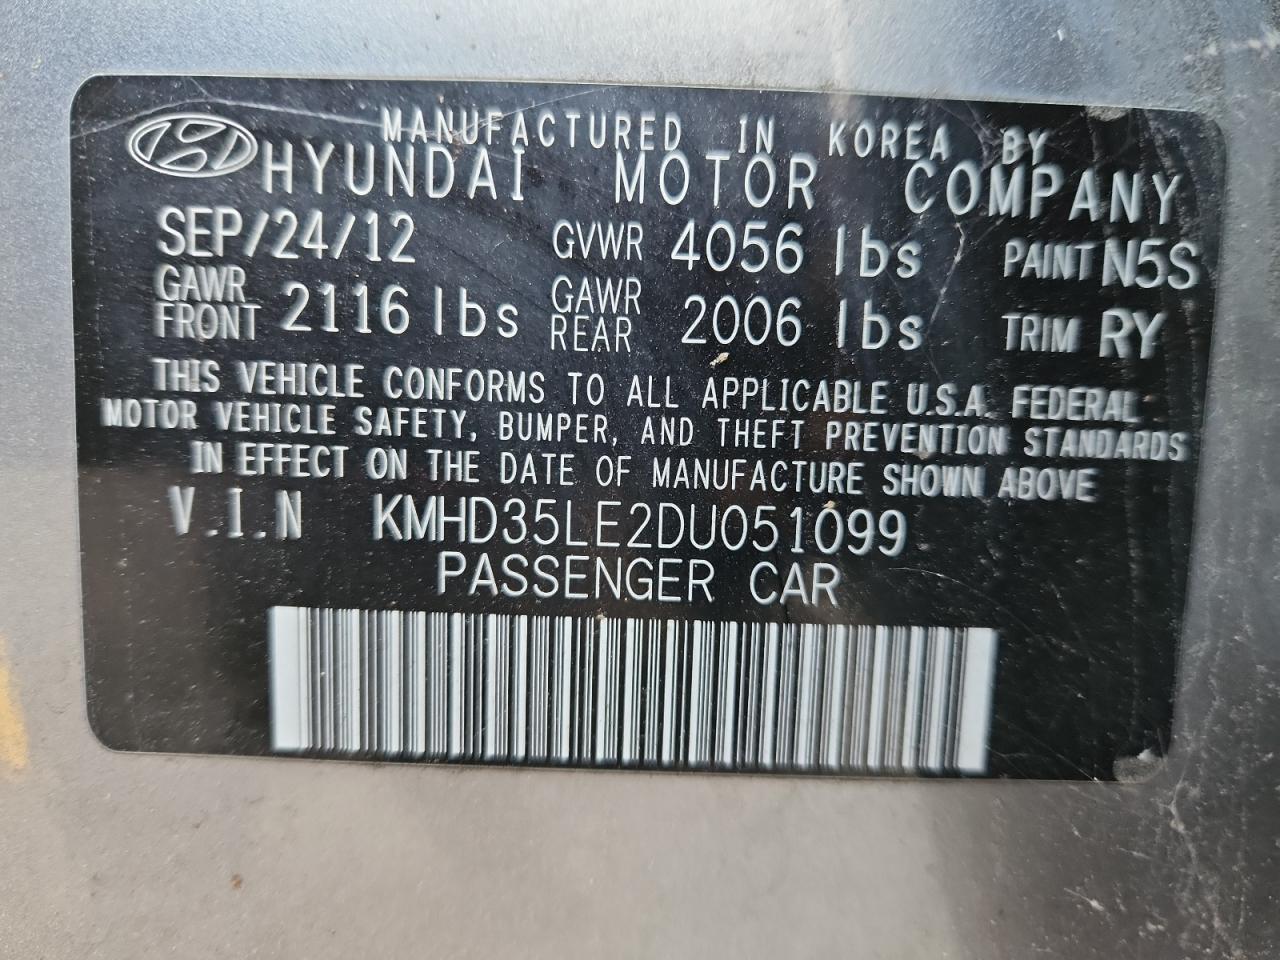 MANUFACTURED IN KOREA BY
HYUNDAI MOTOR COMPANY
SEP/24/12 GVWR 4056 lbs PAINT N5S
GAWR FRONT 2116 lbs GAWR REAR 2006 lbs TRIM RY
THIS VEHICLE CONFORMS TO ALL APPLICABLE U.S.A. FEDERAL
MOTOR VEHICLE SAFETY, BUMPER, AND THEFT PREVENTION STANDARDS
IN EFFECT ON THE DATE OF MANUFACTURE SHOWN ABOVE
V.I.N KMHD35LE2DU051099
PASSENGER CAR